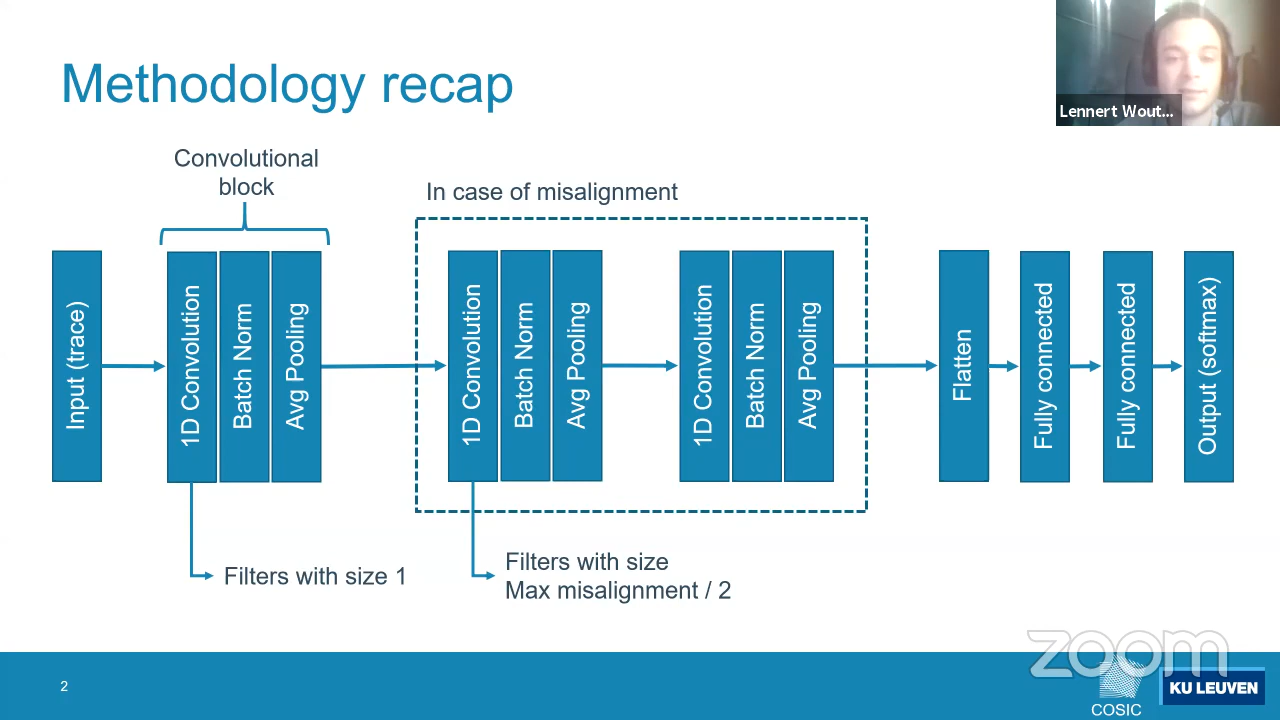 Methodology recap
Lennert Wout...
Convolutional
block
In case of misalignment
Input (trace)
1D Convolution
Batch Norm
Avg Pooling
1D Convolution
Batch Norm
Avg Pooling
1D Convolution
Batch Norm
Avg Pooling
Flatten
Fully connected
Fully connected
Output (softmax)
Filters with size 1
Filters with size
Max misalignment / 2
zoom
2
COSIC
KU LEUVEN